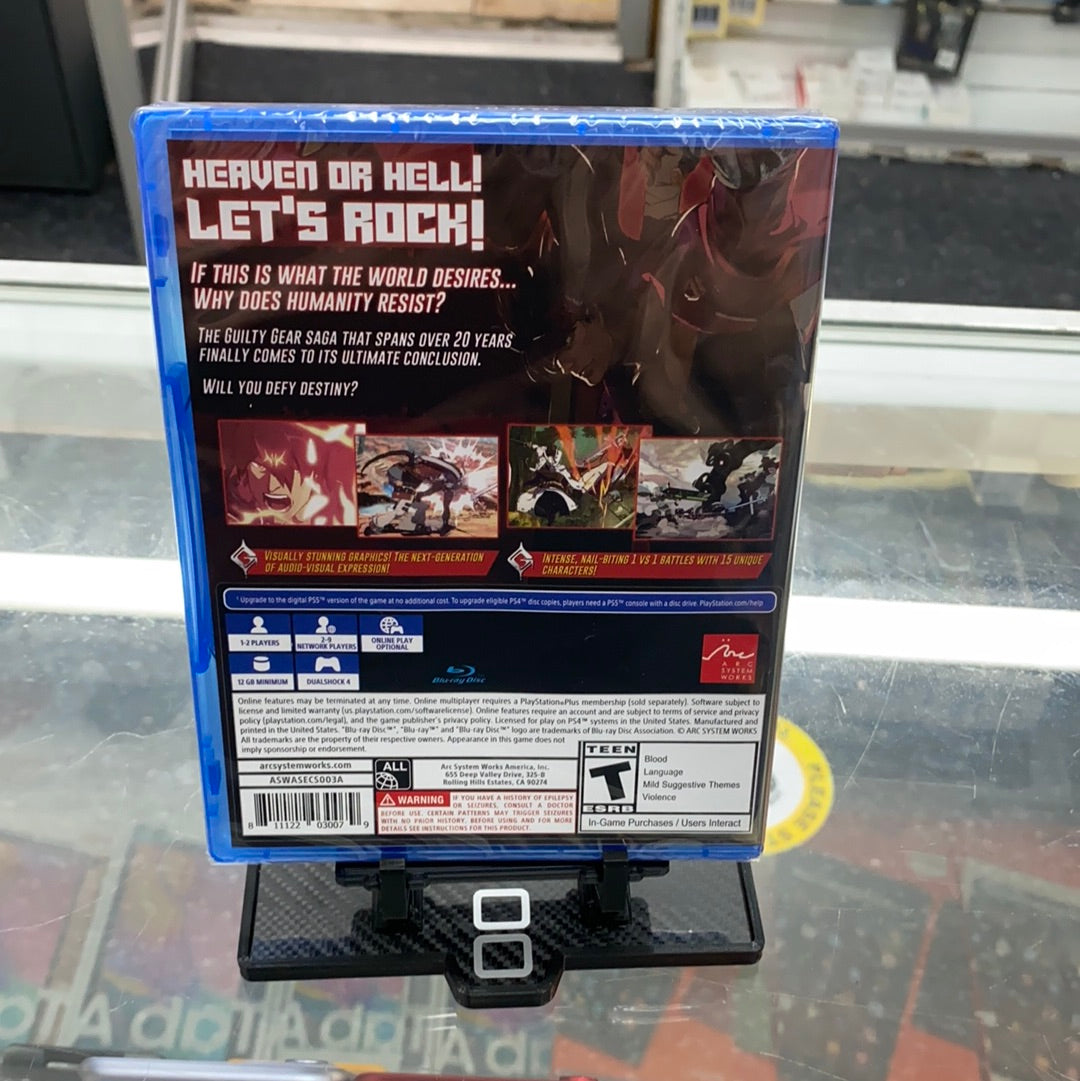 HEAVEN OR HELL!
LET'S ROCK!
IF THIS IS WHAT THE WORLD DESIRES...
WHY DOES HUMANITY RESIST?
THE GUILTY GEAR SAGA THAT SPANS OVER 20 YEARS
FINALLY COMES TO ITS ULTIMATE CONCLUSION.
WILL YOU DEFY DESTINY?
VISUALLY STUNNING GRAPHICS! THE NEXT-GENERATION
OF AUDIO-VISUAL EXPRESSION!
INTENSE, NAIL-BITING 1 VS 1 BATTLES WITH 15 UNIQUE
CHARACTERS!
Upgrade to the digital PS5™ version of the game at no additional cost. To upgrade eligible PS4™ disc copies, players need a PS5™ console with a disc drive. PlayStation.com/help
1-2 PLAYERS
2-9
NETWORK PLAYERS
ONLINE PLAY
OPTIONAL
12 GB MINIMUM
DUALSHOCK 4
Blu-ray Disc
ARC
SYSTEM
WORKS
Online features may be terminated at any time. Online multiplayer requires a PlayStation®Plus membership (sold separately). Software subject to
license and limited warranty (us.playstation.com/softwarelicense). Online features require an account and are subject to terms of service and privacy
policy (playstation.com/legal), and the game publisher's privacy policy. Licensed for play on PS4™ systems in the United States. Manufactured and
printed in the United States. "Blu-ray Disc™", "Blu-ray™" and "Blu-ray Disc™" logo are trademarks of Blu-ray Disc Association. © ARC SYSTEM WORKS
All trademarks are the property of their respective owners. Appearance in this game does not
imply sponsorship or endorsement.
arcsystemworks.com
ASWASECS003A
ALL
Arc System Works America, Inc.
655 Deep Valley Drive, 325-B
Rolling Hills Estates, CA 90274
8 11122 03007 9
WARNING IF YOU HAVE A HISTORY OF EPILEPSY
OR SEIZURES, CONSULT A DOCTOR
BEFORE USE. CERTAIN PATTERNS MAY TRIGGER SEIZURES
WITH NO PRIOR HISTORY. BEFORE USING AND FOR MORE
DETAILS SEE INSTRUCTIONS FOR THIS PRODUCT.
TEEN
T
ESRB
Blood
Language
Mild Suggestive Themes
Violence
In-Game Purchases / Users Interact
PLEASE